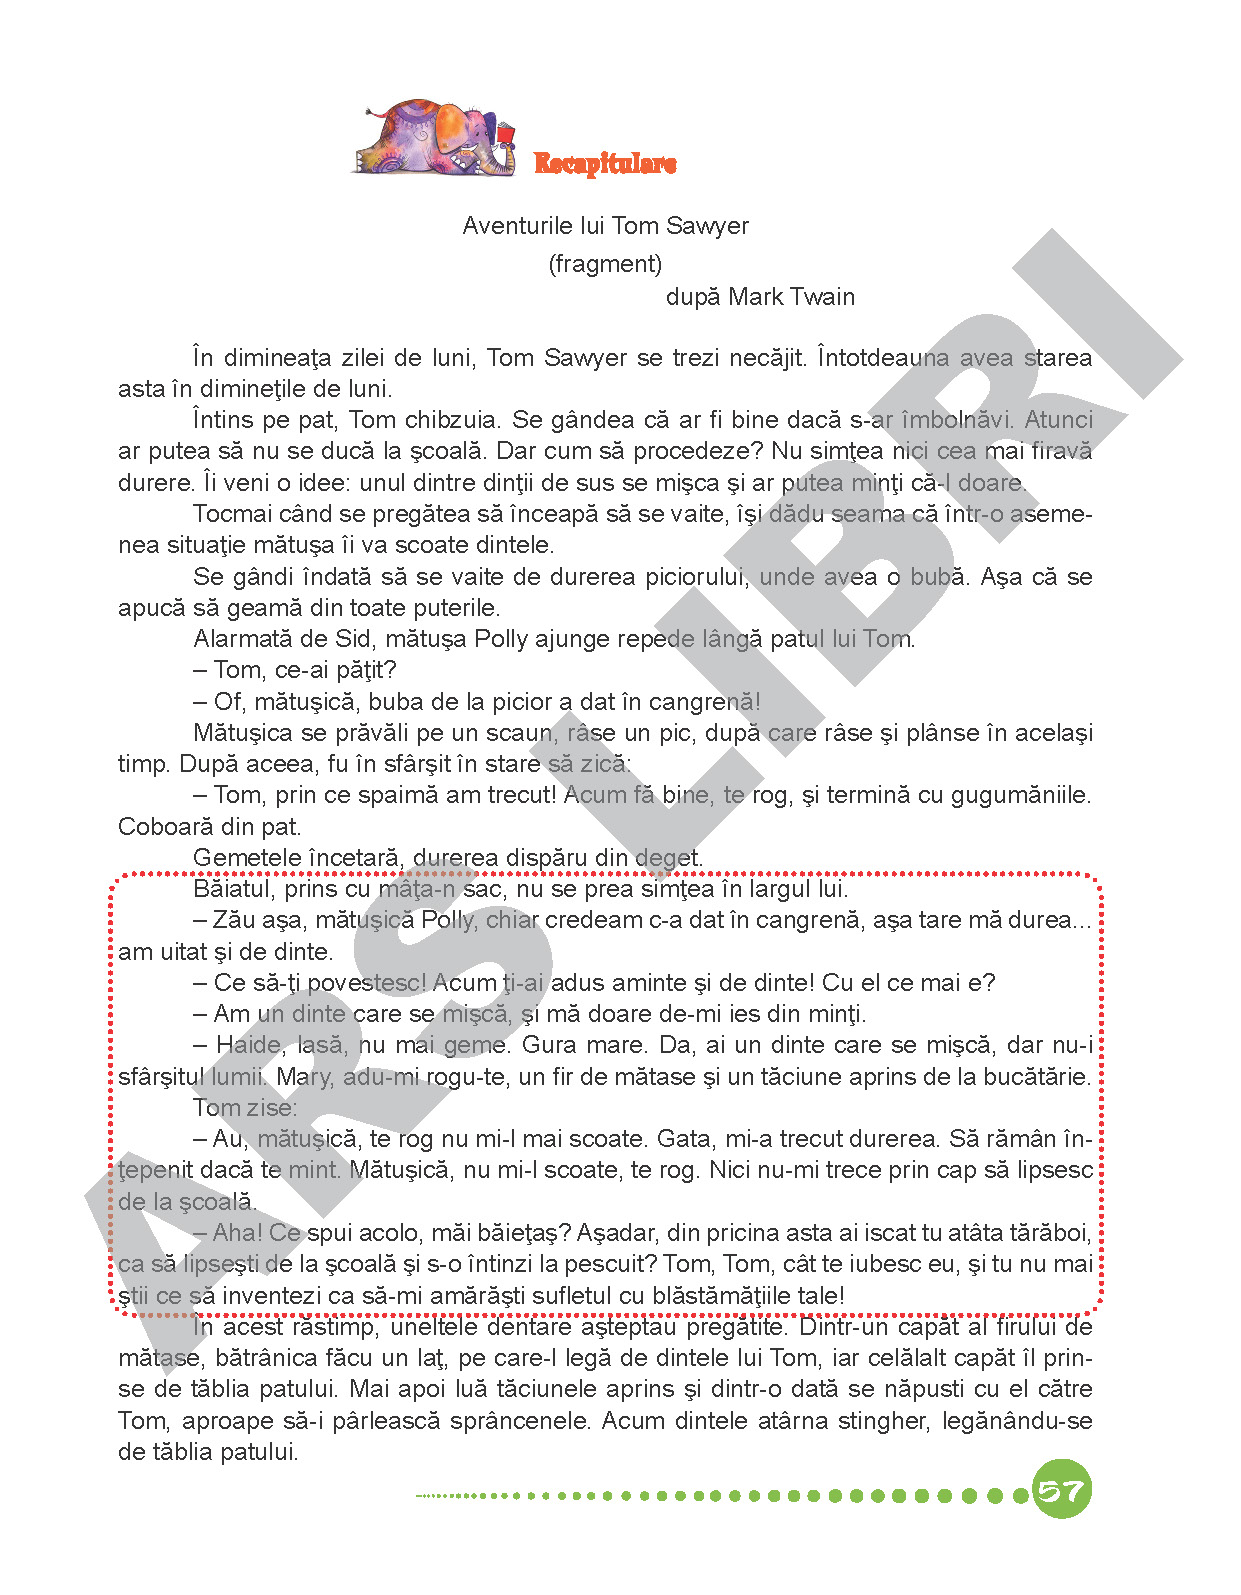 Recapitulare
Aventurile lui Tom Sawyer
(fragment)
după Mark Twain
În dimineaţa zilei de luni, Tom Sawyer se trezi necăjit. Întotdeauna avea starea
asta în dimineţile de luni.
Întins pe pat, Tom chibzuia. Se gândea că ar fi bine dacă s-ar îmbolnăvi. Atunci
ar putea să nu se ducă la şcoală. Dar cum să procedeze? Nu simţea nici cea mai firavă
durere. Îi veni o idee: unul dintre dinţii de sus se mişca şi ar putea minţi că-l doare.
Tocmai când se pregătea să înceapă să se vaite, îşi dădu seama că într-o aseme-
nea situaţie mătuşa îi va scoate dintele.
Se gândi îndată să se vaite de durerea piciorului, unde avea o bubă. Aşa că se
apucă să geamă din toate puterile.
Alarmată de Sid, mătuşa Polly ajunge repede lângă patul lui Tom.
– Tom, ce-ai păţit?
– Of, mătuşică, buba de la picior a dat în cangrenă!
Mătuşica se prăvăli pe un scaun, râse un pic, după care râse şi plânse în acelaşi
timp. După aceea, fu în sfârşit în stare să zică:
– Tom, prin ce spaimă am trecut! Acum fă bine, te rog, şi termină cu gugumăniile.
Coboară din pat.
Gemetele încetară, durerea dispăru din deget.
Băiatul, prins cu mâţa-n sac, nu se prea simţea în largul lui.
– Zău aşa, mătuşică Polly, chiar credeam c-a dat în cangrenă, aşa tare mă durea...
am uitat şi de dinte.
– Ce să-ţi povestesc! Acum ţi-ai adus aminte şi de dinte! Cu el ce mai e?
– Am un dinte care se mişcă, şi mă doare de-mi ies din minţi.
– Haide, lasă, nu mai geme. Gura mare. Da, ai un dinte care se mişcă, dar nu-i
sfârşitul lumii. Mary, adu-mi rogu-te, un fir de mătase şi un tăciune aprins de la bucătărie.
Tom zise:
– Au, mătuşică, te rog nu mi-l mai scoate. Gata, mi-a trecut durerea. Să rămân în-
ţepenit dacă te mint. Mătuşică, nu mi-l scoate, te rog. Nici nu-mi trece prin cap să lipsesc
de la şcoală.
– Aha! Ce spui acolo, măi băieţaş? Aşadar, din pricina asta ai iscat tu atâta tărăboi,
ca să lipseşti de la şcoală şi s-o întinzi la pescuit? Tom, Tom, cât te iubesc eu, şi tu nu mai
ştii ce să inventezi ca să-mi amărăşti sufletul cu blăstămăţiile tale!
În acest răstimp, uneltele dentare aşteptau pregătite. Dintr-un capăt al firului de
mătase, bătrânica făcu un laţ, pe care-l legă de dintele lui Tom, iar celălalt capăt îl prin-
se de tăblia patului. Mai apoi luă tăciunele aprins şi dintr-o dată se năpusti cu el către
Tom, aproape să-i pârlească sprâncenele. Acum dintele atârna stingher, legănându-se
de tăblia patului.
57
ARS LIBRI